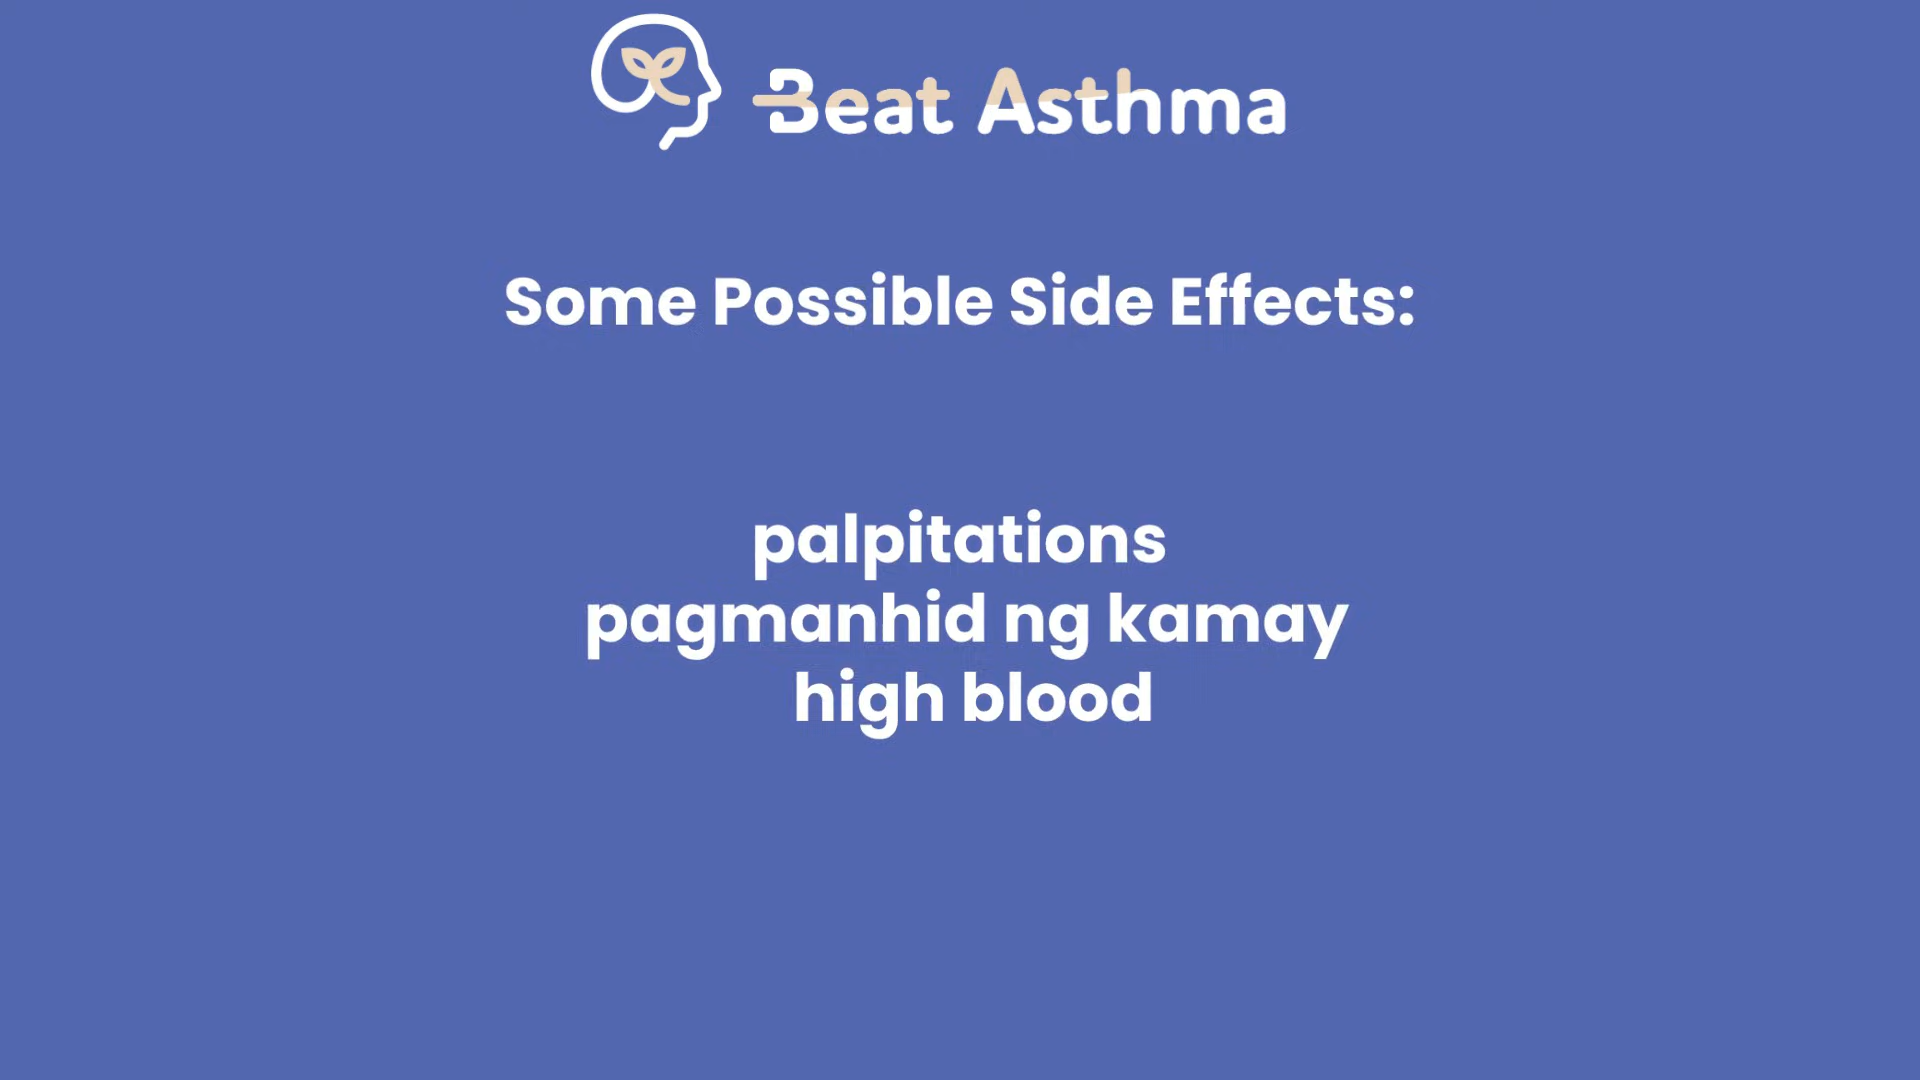 Beat Asthma
Some Possible Side Effects:
palpitations
pagmanhid ng kamay
high blood